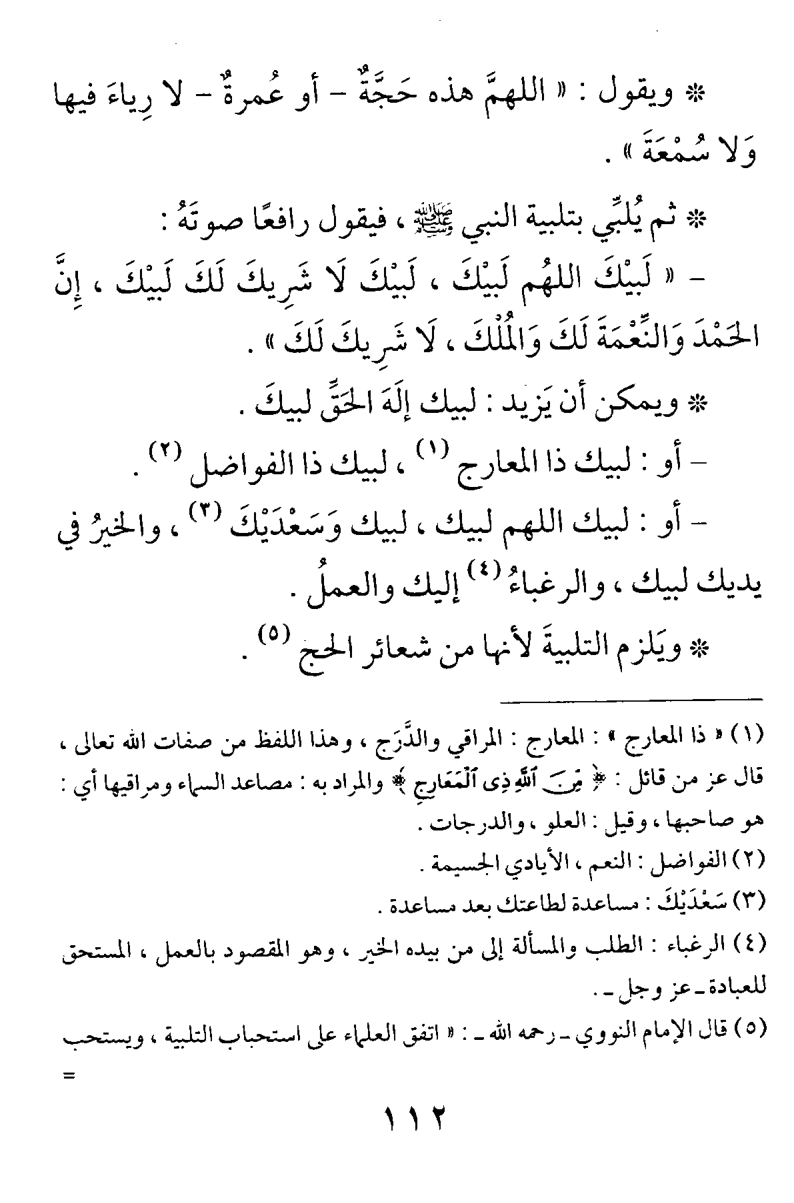 * ويقول : « اللهمَّ هذه حَجَّةٌ – أو عُمرةٌ – لا رِياءَ فيها
وَلا سُمْعَةَ » .
* ثم يُلبِّي بتلبية النبي ﷺ ، فيقول رافعًا صوتَهُ :
– « لَبيْكَ اللهُم لَبيْكَ ، لَبيْكَ لَا شَرِيكَ لَكَ لَبيْكَ ، إِنَّ
الحَمْدَ وَالنِّعْمَةَ لَكَ وَالمُلْكَ ، لَا شَرِيكَ لَكَ » .
* ويمكن أن يَزيد : لبيك إلَهَ الحَقِّ لبيكَ .
– أو : لبيك ذا المعارج (١) ، لبيك ذا الفواضل (٢) .
– أو : لبيك اللهم لبيك ، لبيك وَسَعْدَيْكَ (٣) ، والخيرُ في
يديك لبيك ، والرغباءُ (٤) إليك والعملُ .
* ويَلزم التلبيةَ لأنها من شعائر الحج (٥) .
(١) « ذا المعارج » : المعارج : المراقي والدَّرَج ، وهذا اللفظ من صفات الله تعالى ،
قال عز من قائل : ﴿ مِّنَ ٱللَّهِ ذِى ٱلْمَعَارِجِ ﴾ والمراد به : مصاعد السماء ومراقيها أي :
هو صاحبها ، وقيل : العلو ، والدرجات .
(٢) الفواضل : النعم ، الأيادي الجسيمة .
(٣) سَعْدَيْكَ : مساعدة لطاعتك بعد مساعدة .
(٤) الرغباء : الطلب والمسألة إلى من بيده الخير ، وهو المقصود بالعمل ، المستحق
للعبادة ـ عز وجل ـ .
(٥) قال الإمام النووي ـ رحمه الله ـ : « اتفق العلماء على استحباب التلبية ، ويستحب
=
١١٢